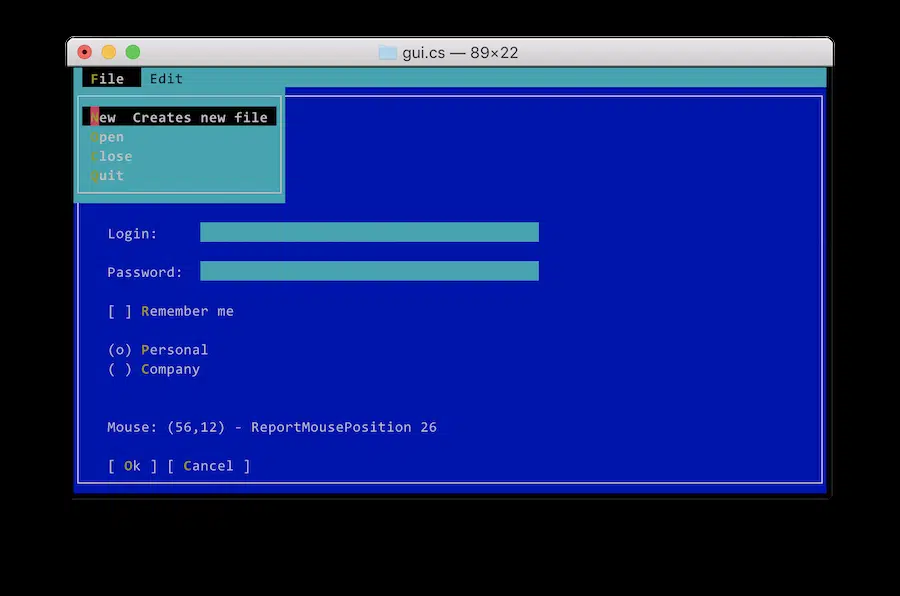 gui.cs — 89×22
File Edit
New Creates new file
Open
Close
Quit
Login:
Password:
[ ] Remember me
(o) Personal
( ) Company
Mouse: (56,12) - ReportMousePosition 26
[ Ok ] [ Cancel ]